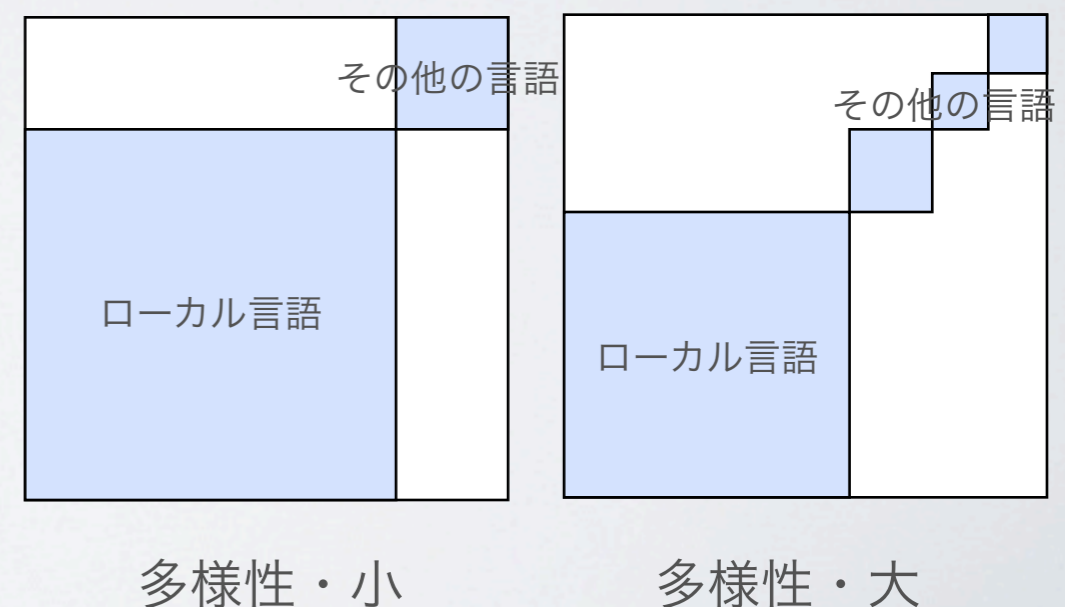 その他の言語
ローカル言語
多様性・小
その他の言語
ローカル言語
多様性・大